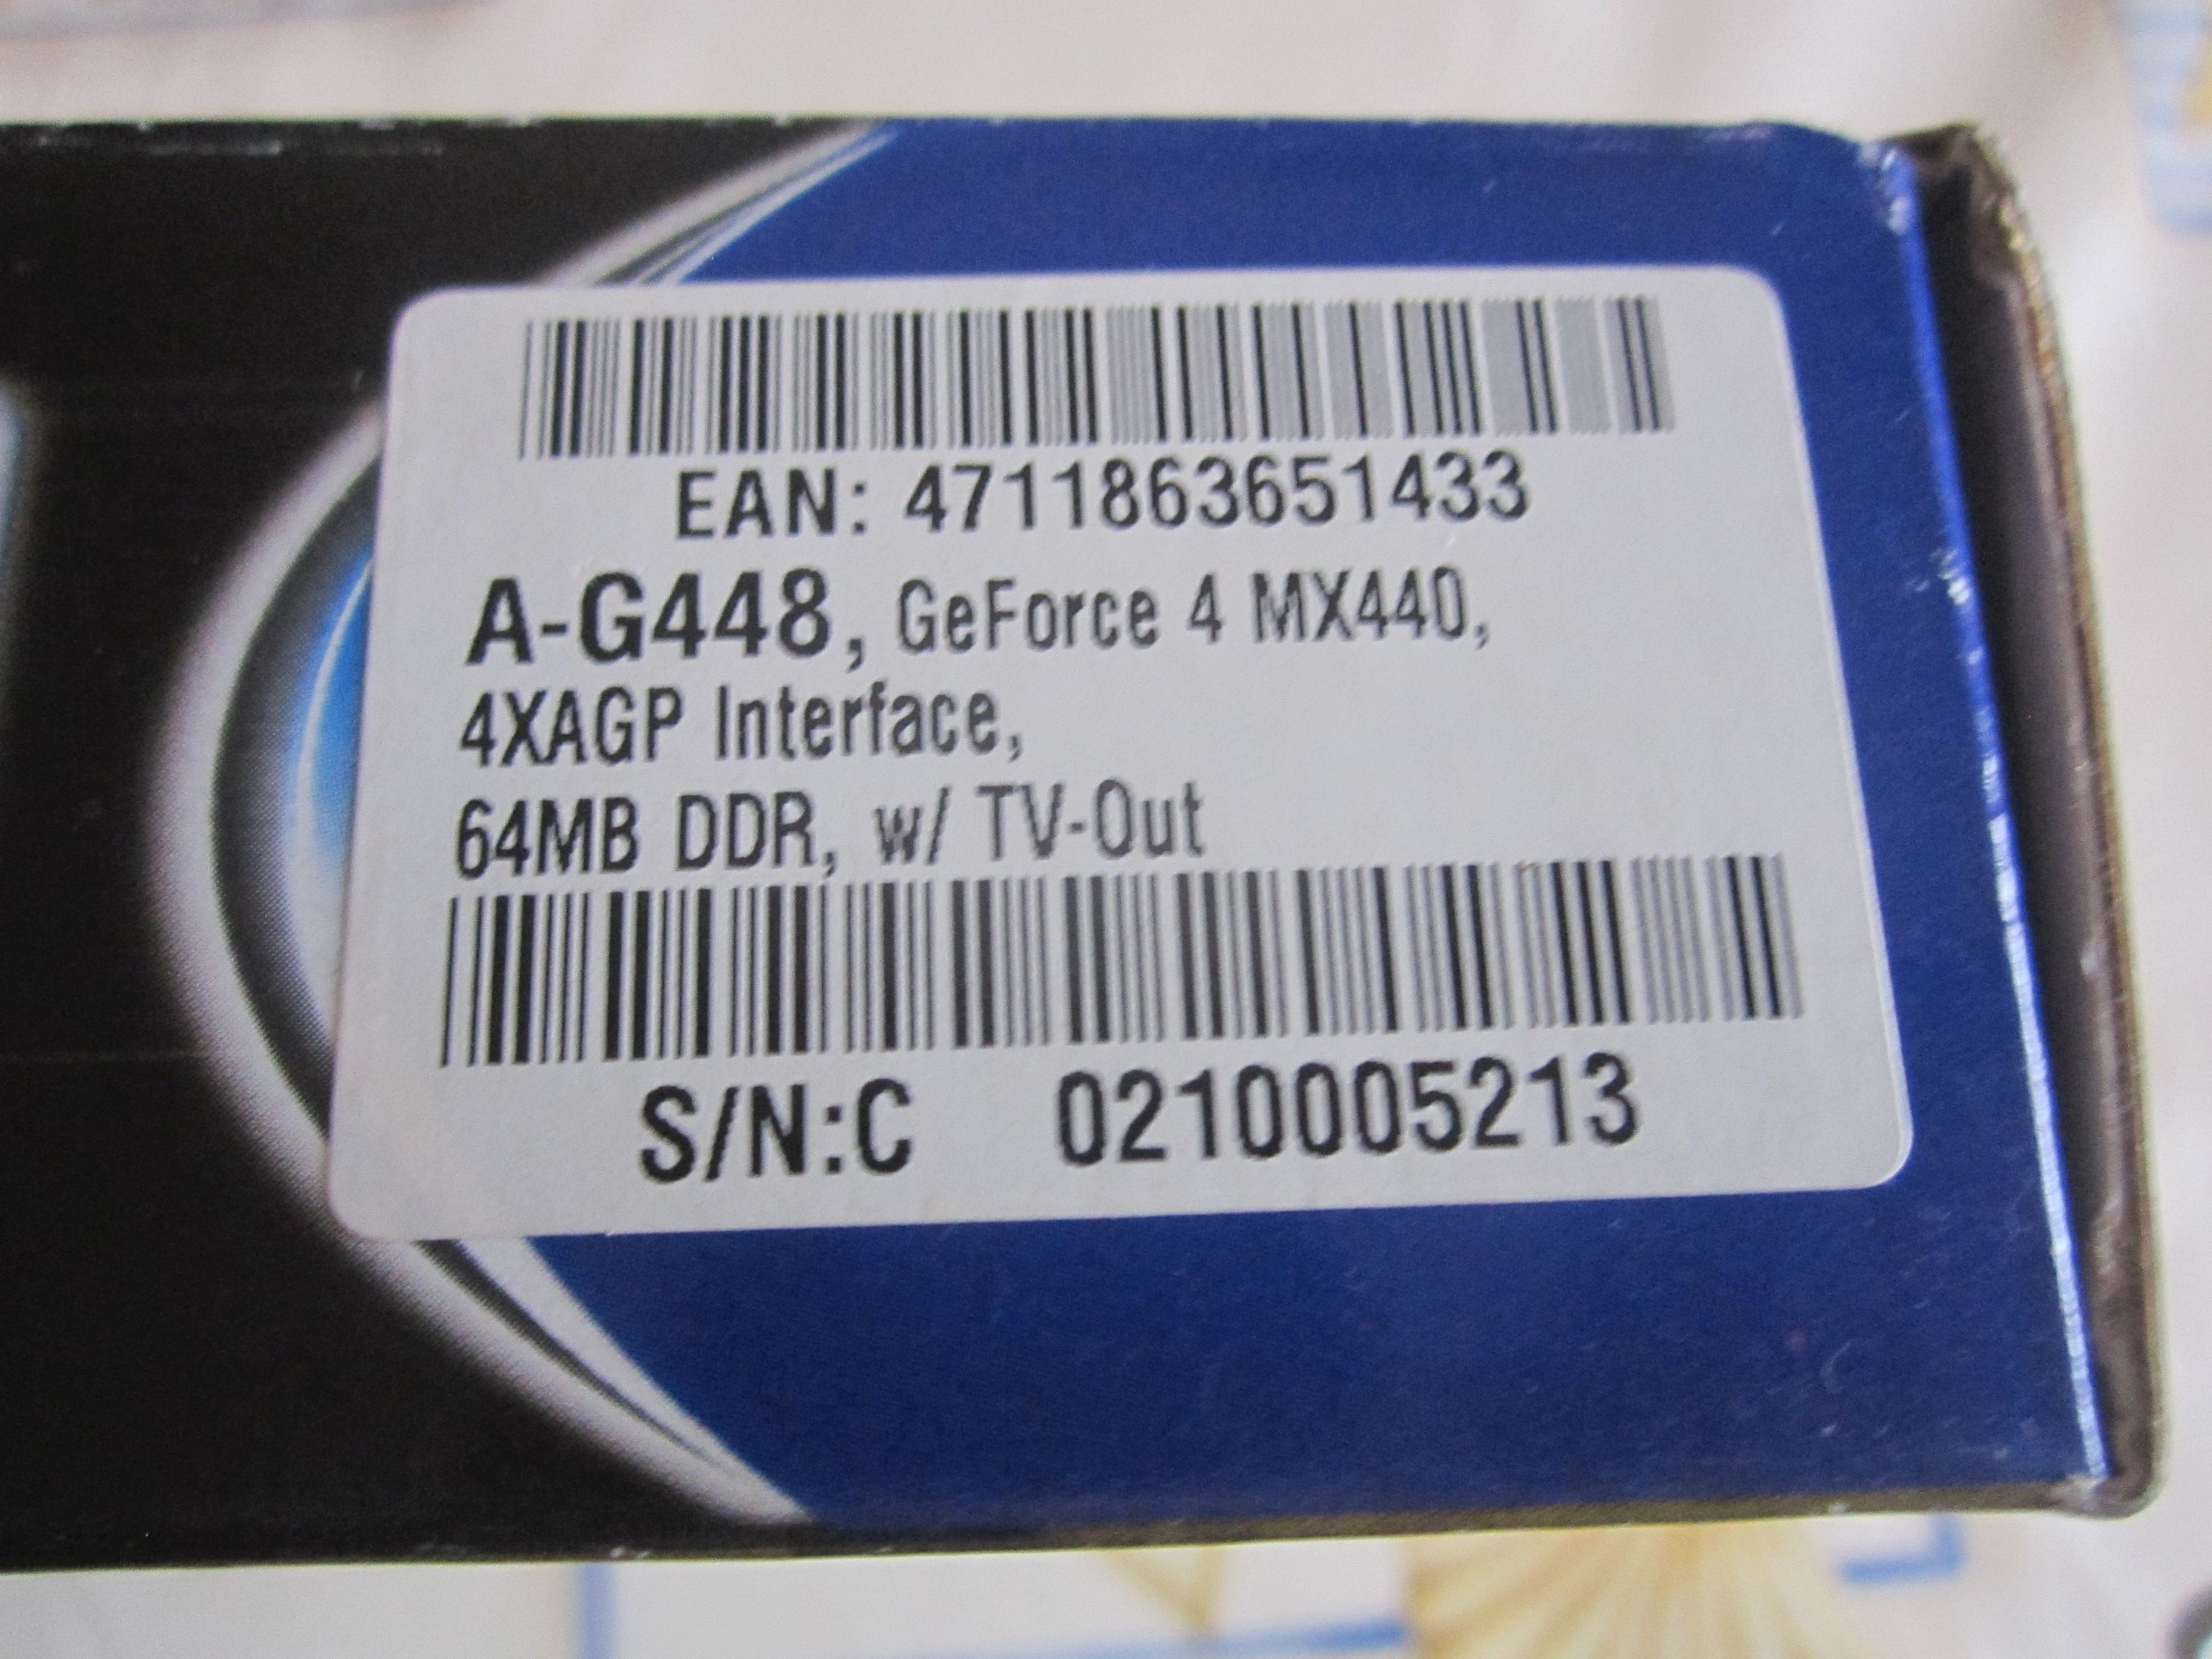 EAN: 4711863651433
A-G448, GeForce 4 MX440,
4XAGP Interface,
64MB DDR, w/ TV-Out
S/N:C 0210005213